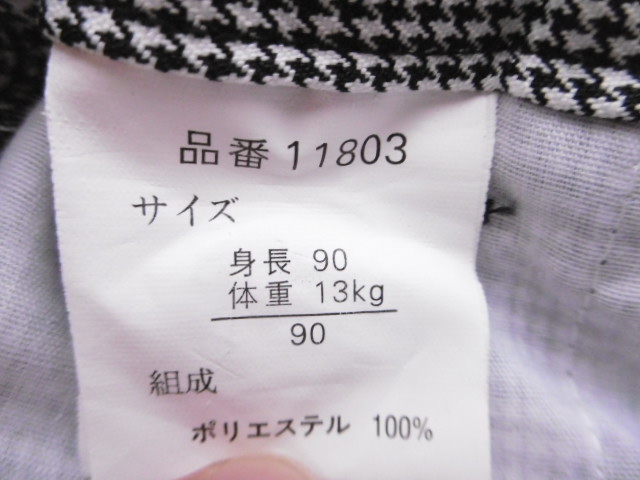 品番 11803
サイズ
身長 90
体重 13kg
90
組成
ポリエステル 100%